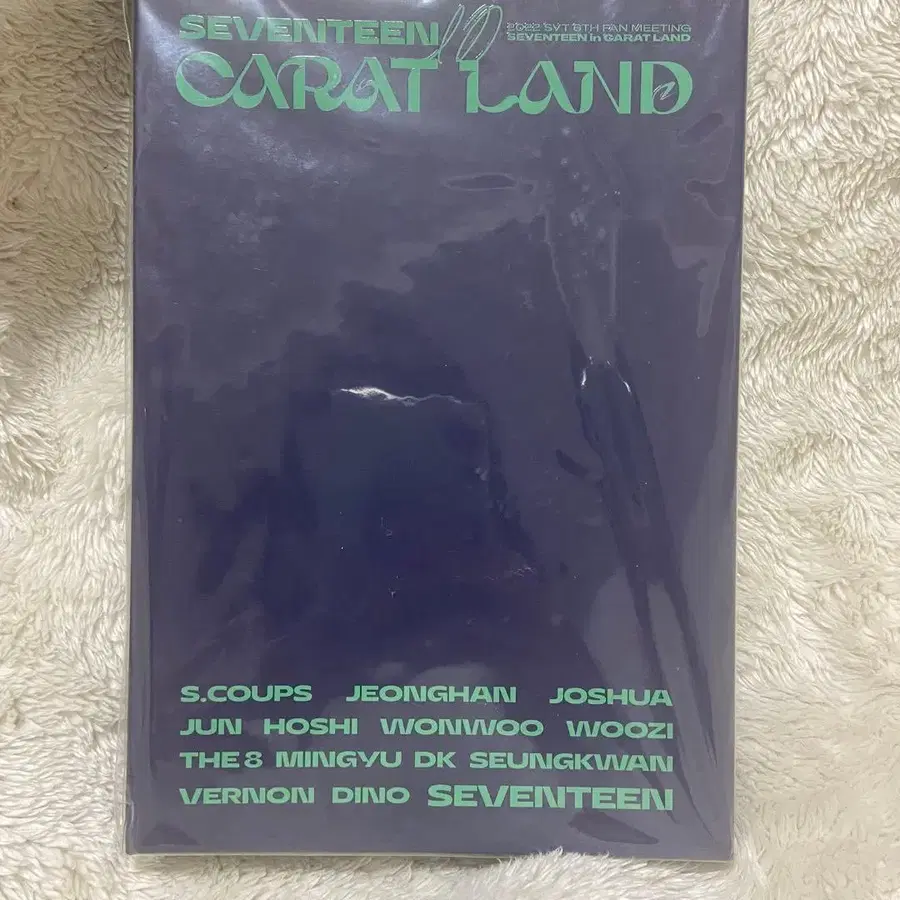 SEVENTEEN in
2022 SVT 6TH FAN MEETING
SEVENTEEN in CARAT LAND
CARAT LAND
S.COUPS JEONGHAN JOSHUA
JUN HOSHI WONWOO WOOZI
THE 8 MINGYU DK SEUNGKWAN
VERNON DINO SEVENTEEN